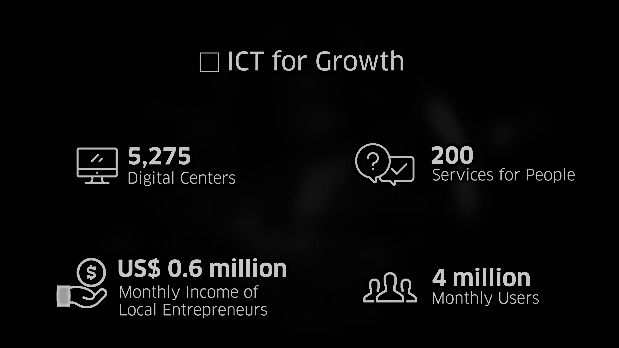 □ ICT for Growth
5,275
Digital Centers
200
Services for People
US$ 0.6 million
Monthly Income of
Local Entrepreneurs
4 million
Monthly Users